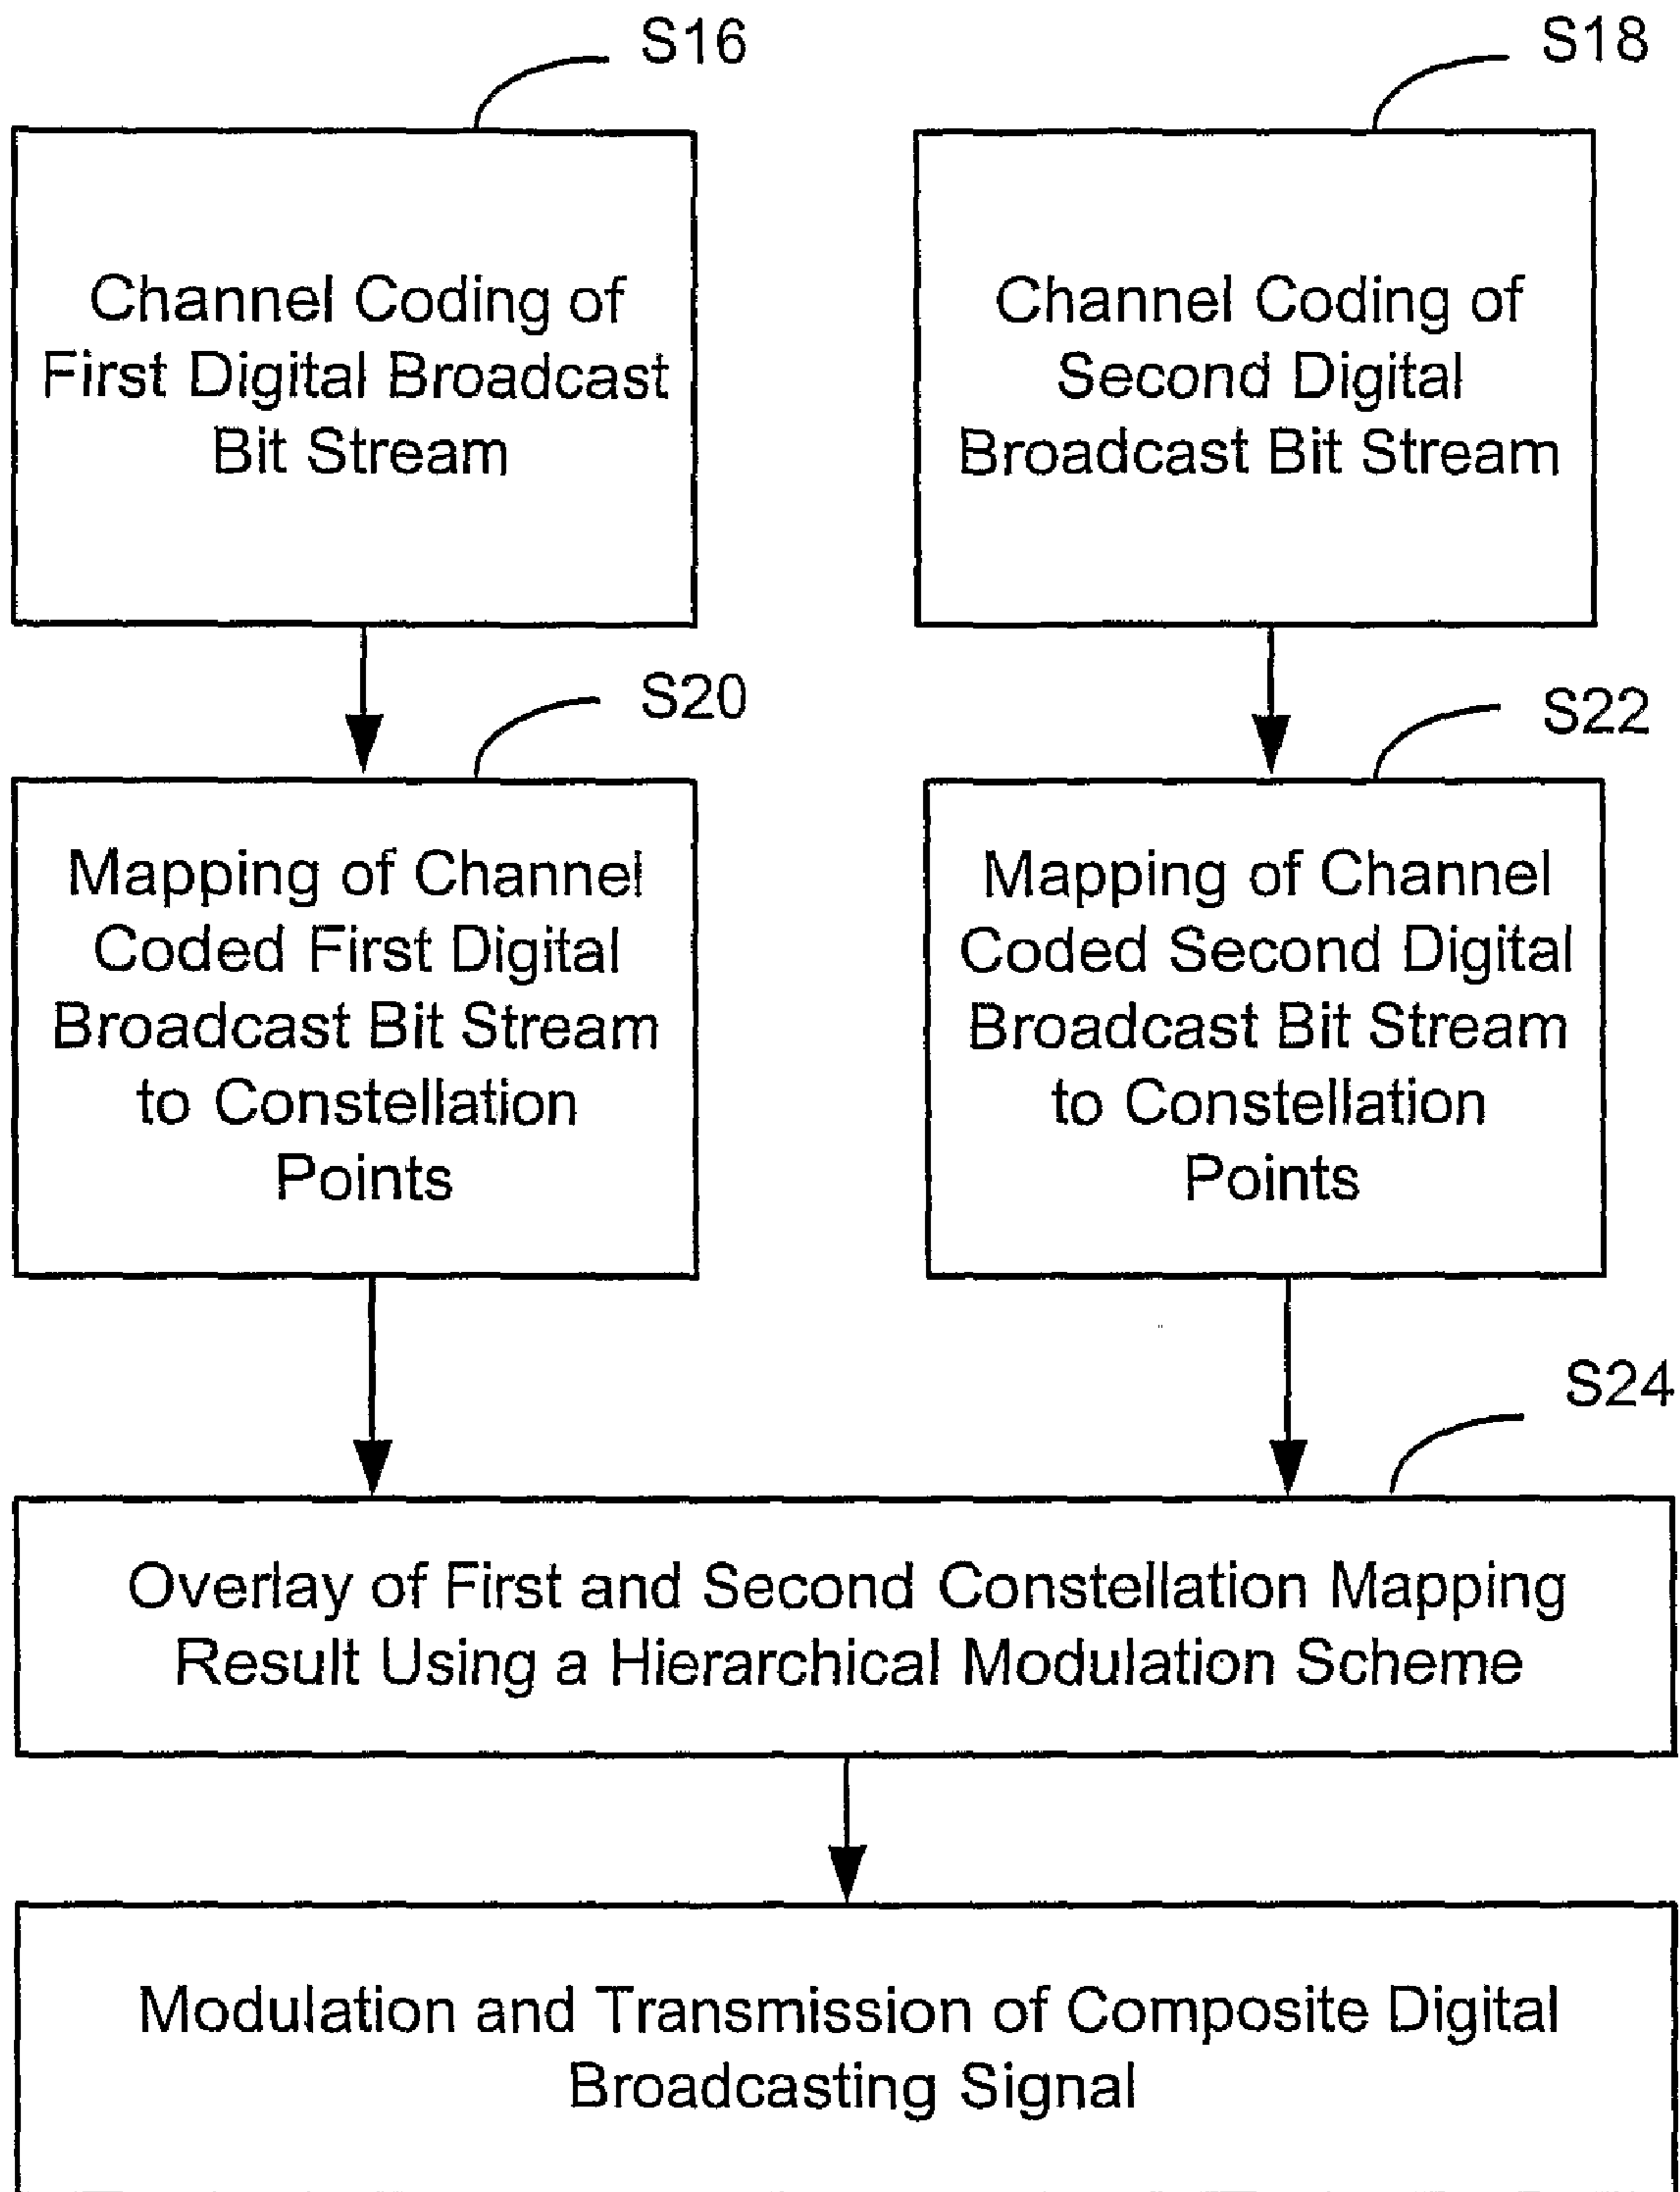 S16
Channel Coding of
First Digital Broadcast
Bit Stream
S18
Channel Coding of
Second Digital
Broadcast Bit Stream
S20
Mapping of Channel
Coded First Digital
Broadcast Bit Stream
to Constellation
Points
S22
Mapping of Channel
Coded Second Digital
Broadcast Bit Stream
to Constellation
Points
S24
Overlay of First and Second Constellation Mapping
Result Using a Hierarchical Modulation Scheme
Modulation and Transmission of Composite Digital
Broadcasting Signal